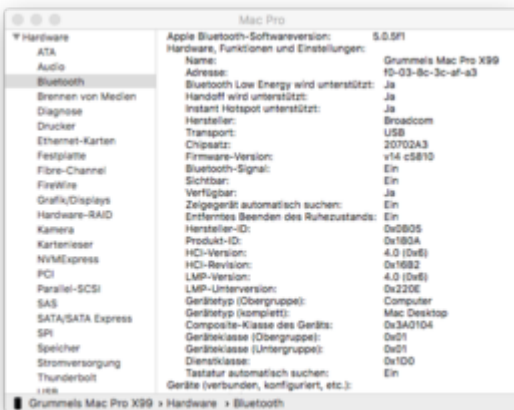 Mac Pro
Hardware
ATA
Audio
Bluetooth
Brennen von Medien
Diagnose
Drucker
Ethernet-Karten
Festplatte
Fibre-Channel
FireWire
Grafik/Displays
Hardware-RAID
Kamera
Kartenleser
NVMExpress
PCI
Parallel-SCSI
SAS
SATA/SATA Express
SPI
Speicher
Stromversorgung
Thunderbolt
USB
Apple Bluetooth-Softwareversion: 5.0.5f1
Hardware, Funktionen und Einstellungen:
Name: Grummels Mac Pro X99
Adresse: f0-03-8c-3c-af-a3
Bluetooth Low Energy wird unterstützt: Ja
Handoff wird unterstützt: Ja
Instant Hotspot unterstützt: Ja
Hersteller: Broadcom
Transport: USB
Chipsatz: 20702A3
Firmware-Version: v14 c5810
Bluetooth-Signal: Ein
Sichtbar: Ein
Verfügbar: Ja
Zeigegerät automatisch suchen: Ein
Entferntes Beenden des Ruhezustands: Ein
Hersteller-ID: 0x0B05
Produkt-ID: 0x180A
HCI-Version: 4.0 (0x6)
HCI-Revision: 0x16B2
LMP-Version: 4.0 (0x6)
LMP-Unterversion: 0x220E
Gerätetyp (Obergruppe): Computer
Gerätetyp (komplett): Mac Desktop
Composite-Klasse des Geräts: 0x3A0104
Geräteklasse (Obergruppe): 0x01
Geräteklasse (Untergruppe): 0x01
Dienstklasse: 0x1D0
Tastatur automatisch suchen: Ein
Geräte (verbunden, konfiguriert, etc.):
Grummels Mac Pro X99 › Hardware › Bluetooth